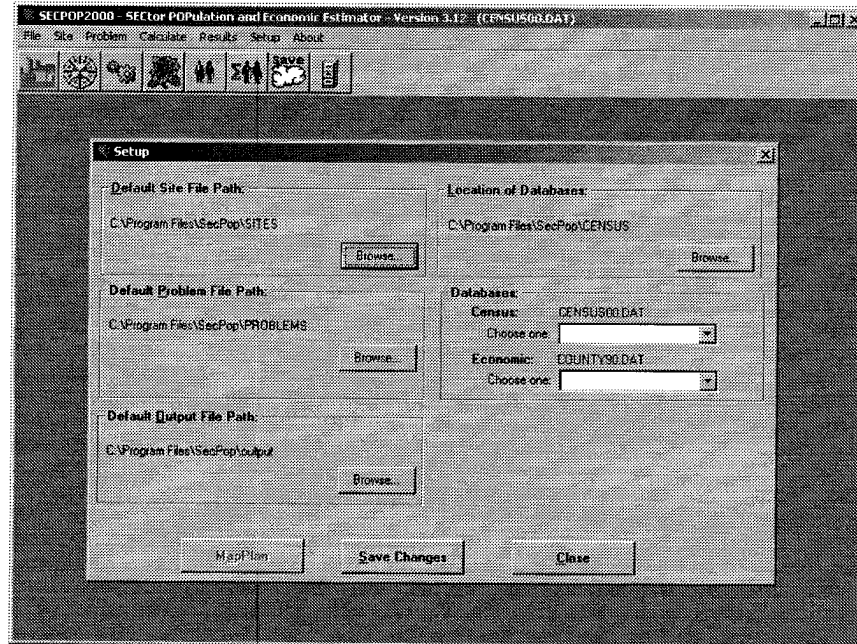 SECPOP2000 - SECtor POPulation and Economic Estimator - Version 3.12 (CENSUS00.DAT)
File Site Problem Calculate Results Setup About
Save
Setup
Default Site File Path:
C:\Program Files\SecPop\SITES
Browse...
Location of Databases:
C:\Program Files\SecPop\CENSUS
Browse...
Default Problem File Path:
C:\Program Files\SecPop\PROBLEMS
Browse...
Databases:
Census: CENSUS00.DAT
Choose one:
Economic: COUNTY90.DAT
Choose one:
Default Output File Path:
C:\Program Files\SecPop\output
Browse...
MapPlan
Save Changes
Close